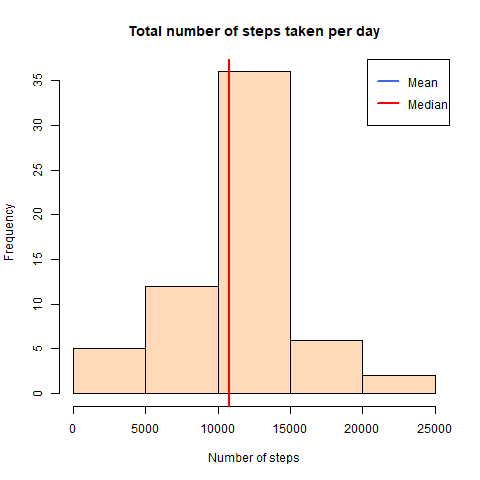 Total number of steps taken per day
Mean
Median
Frequency
35
30
25
20
15
10
5
0
0 5000 10000 15000 20000 25000
Number of steps